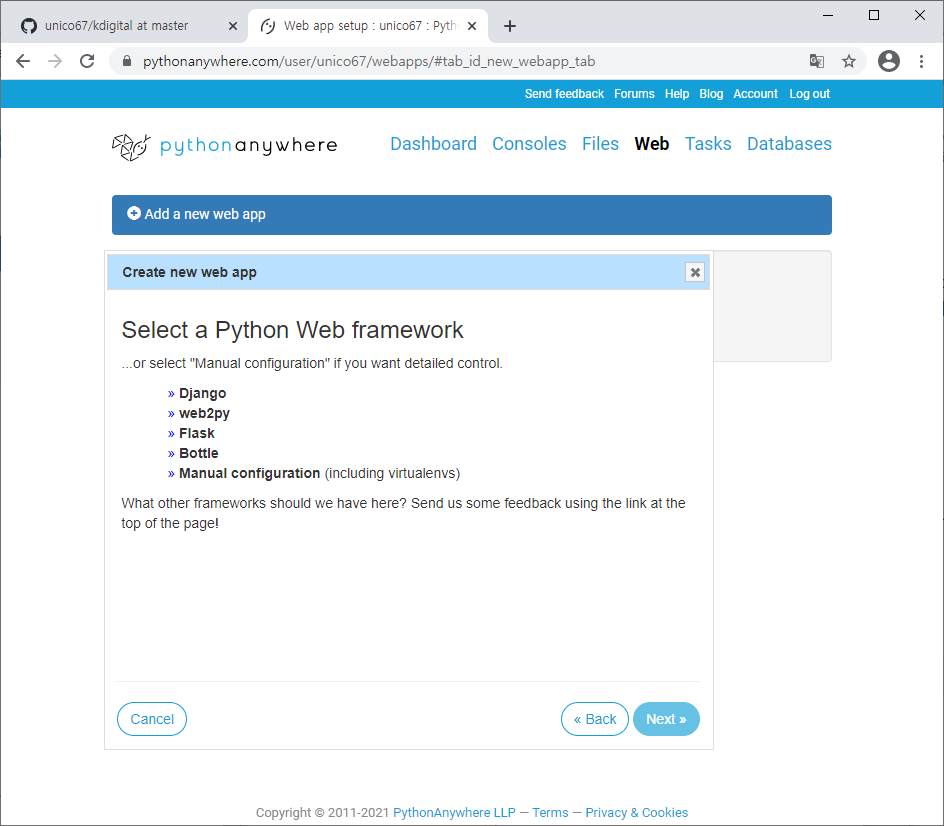 unico67/kdigital at master
Web app setup : unico67 : Pyth
pythonanywhere.com/user/unico67/webapps/#tab_id_new_webapp_tab
Send feedback Forums Help Blog Account Log out
pythonanywhere
Dashboard Consoles Files Web Tasks Databases
Add a new web app
Create new web app
Select a Python Web framework
...or select "Manual configuration" if you want detailed control.
» Django
» web2py
» Flask
» Bottle
» Manual configuration (including virtualenvs)
What other frameworks should we have here? Send us some feedback using the link at the
top of the page!
Cancel
« Back
Next »
Copyright © 2011-2021 PythonAnywhere LLP — Terms — Privacy & Cookies